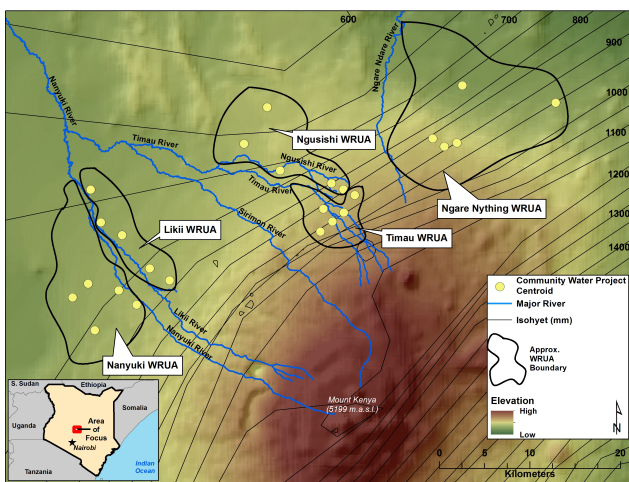 600
700
800
900
1000
1100
1200
1300
1400
Ngare Ndare River
Nanyuki River
Timau River
Ngusishi WRUA
Ngusishi River
Timau River
Ngare Nything WRUA
Sirimon River
Likii WRUA
Timau WRUA
Likii River
Nanyuki River
Nanyuki WRUA
Mount Kenya
(5199 m.a.s.l.)
Community Water Project
Centroid
Major River
Isohyet (mm)
Approx.
WRUA
Boundary
Elevation
High
Low
N
0 5 10 20
Kilometers
S. Sudan
Ethiopia
Somalia
Uganda
Area
of
Focus
Nairobi
Tanzania
Indian
Ocean